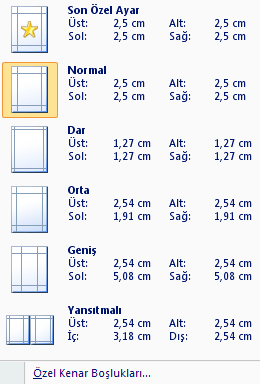 Son Özel Ayar
Üst: 2,5 cm Alt: 2,5 cm
Sol: 2,5 cm Sağ: 2,5 cm
Normal
Üst: 2,5 cm Alt: 2,5 cm
Sol: 2,5 cm Sağ: 2,5 cm
Dar
Üst: 1,27 cm Alt: 1,27 cm
Sol: 1,27 cm Sağ: 1,27 cm
Orta
Üst: 2,54 cm Alt: 2,54 cm
Sol: 1,91 cm Sağ: 1,91 cm
Geniş
Üst: 2,54 cm Alt: 2,54 cm
Sol: 5,08 cm Sağ: 5,08 cm
Yansıtmalı
Üst: 2,54 cm Alt: 2,54 cm
İç: 3,18 cm Dış: 2,54 cm
Özel Kenar Boşlukları...